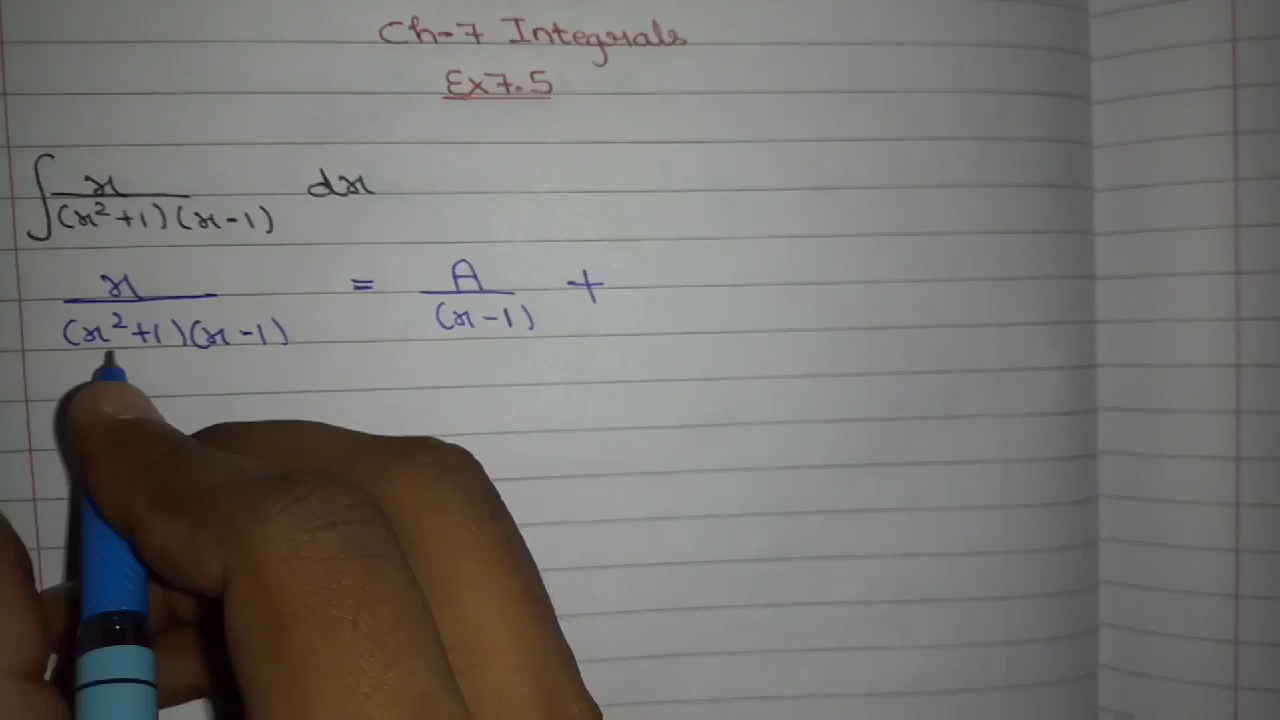 Ch-7 Integrals
Ex7.5
∫ x/(x²+1)(x-1) dx
x/(x²+1)(x-1) = A/(x-1) +